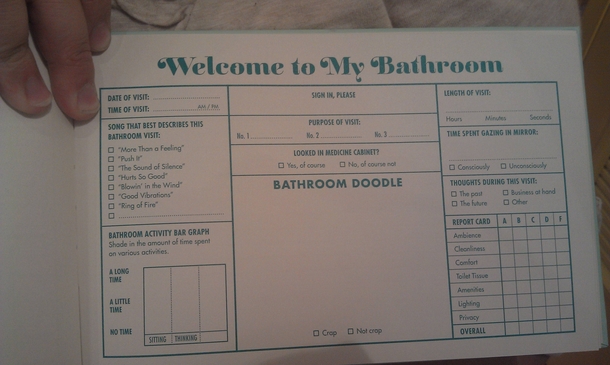 Welcome to My Bathroom
DATE OF VISIT:
TIME OF VISIT: AM / PM
SONG THAT BEST DESCRIBES THIS
BATHROOM VISIT:
"More Than a Feeling"
"Push It"
"The Sound of Silence"
"Hurts So Good"
"Blowin' in the Wind"
"Good Vibrations"
"Ring of Fire"
BATHROOM ACTIVITY BAR GRAPH
Shade in the amount of time spent
on various activities.
A LONG
TIME
A LITTLE
TIME
NO TIME
SITTING THINKING
SIGN IN, PLEASE
PURPOSE OF VISIT:
No. 1 No. 2 No. 3
LOOKED IN MEDICINE CABINET?
Yes, of course No, of course not
BATHROOM DOODLE
Crap Not crap
LENGTH OF VISIT:
Hours Minutes Seconds
TIME SPENT GAZING IN MIRROR:
Consciously Unconsciously
THOUGHTS DURING THIS VISIT:
The past Business at hand
The future Other
REPORT CARD A B C D F
Ambience
Cleanliness
Comfort
Toilet Tissue
Amenities
Lighting
Privacy
OVERALL